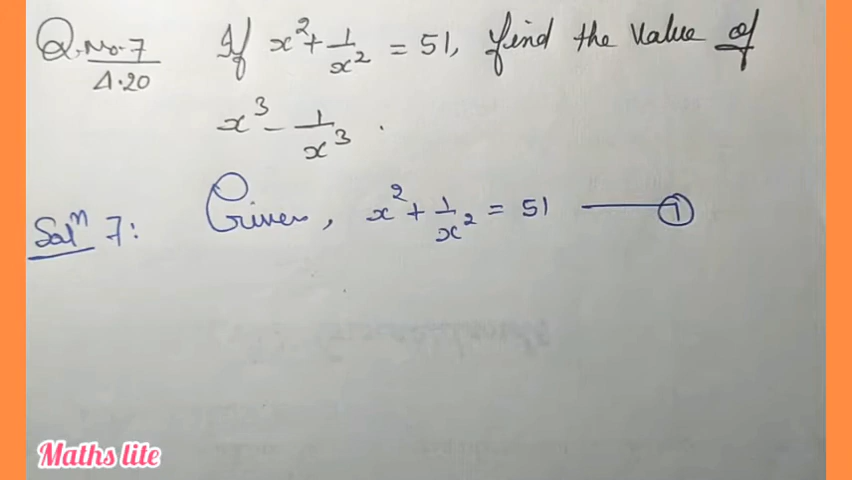 Q. No. 7 If x² + 1/x² = 51, find the value of
4.20
x³ - 1/x³.
Solⁿ 7: Given, x² + 1/x² = 51 —— ①
Maths lite